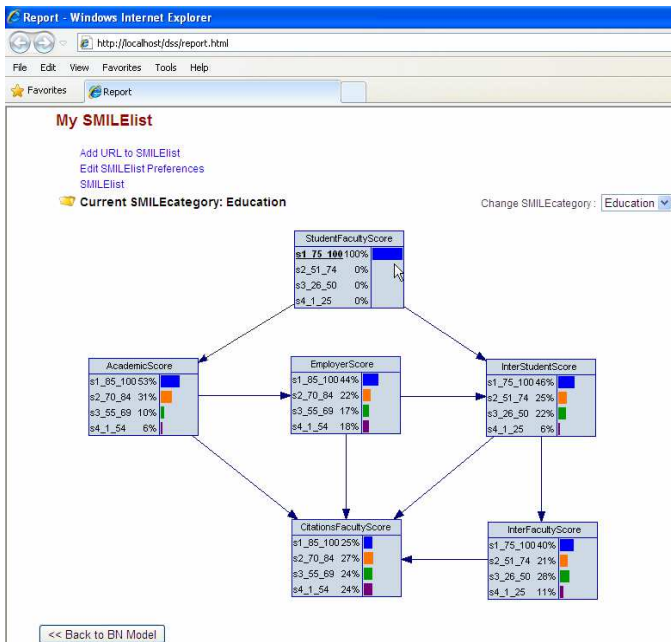 Report - Windows Internet Explorer
http://localhost/dss/report.html
File Edit View Favorites Tools Help
Favorites Report
My SMILElist
Add URL to SMILElist
Edit SMILElist Preferences
SMILElist
Current SMILEcategory: Education Change SMILEcategory : Education
StudentFacultyScore
s1_75_100 100%
s2_51_74 0%
s3_26_50 0%
s4_1_25 0%
AcademicScore
s1_85_100 53%
s2_70_84 31%
s3_55_69 10%
s4_1_54 6%
EmployerScore
s1_85_100 44%
s2_70_84 22%
s3_55_69 17%
s4_1_54 18%
InterStudentScore
s1_75_100 46%
s2_51_74 25%
s3_26_50 22%
s4_1_25 6%
CitationsFacultyScore
s1_85_100 25%
s2_70_84 27%
s3_55_69 24%
s4_1_54 24%
InterFacultyScore
s1_75_100 40%
s2_51_74 21%
s3_26_50 28%
s4_1_25 11%
<< Back to BN Model